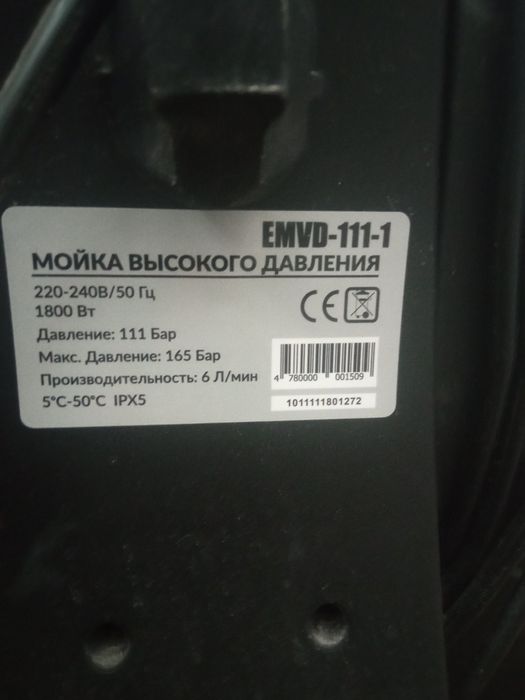 EMVD-111-1
МОЙКА ВЫСОКОГО ДАВЛЕНИЯ
220-240В/50 Гц
1800 Вт
Давление: 111 Бар
Макс. Давление: 165 Бар
Производительность: 6 Л/мин
5°C-50°C IPX5
CE
4 780000 001509
1011111801272